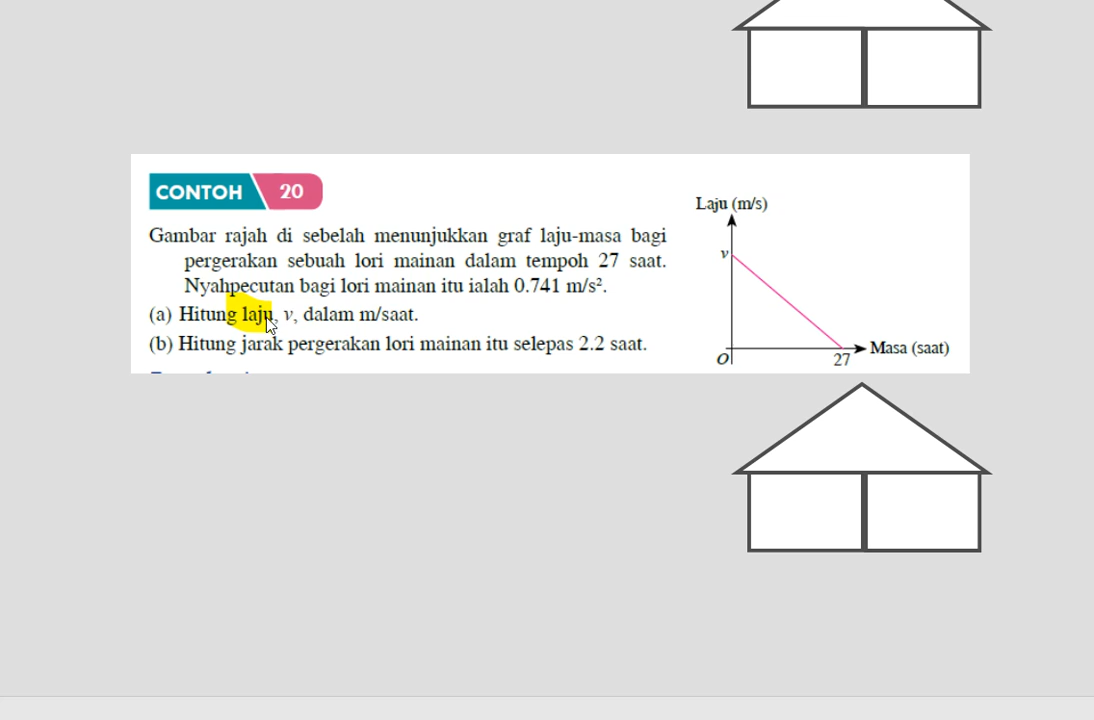 CONTOH 20
Gambar rajah di sebelah menunjukkan graf laju-masa bagi
pergerakan sebuah lori mainan dalam tempoh 27 saat.
Nyahpecutan bagi lori mainan itu ialah 0.741 m/s².
(a) Hitung laju, v, dalam m/saat.
(b) Hitung jarak pergerakan lori mainan itu selepas 2.2 saat.
Laju (m/s)
v
O
27
Masa (saat)